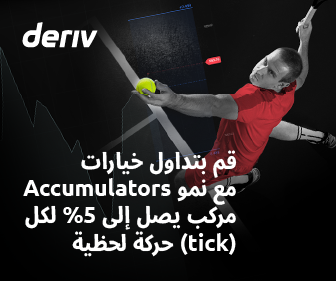 deriv
قم بتداول خيارات
Accumulators مع نمو
مركب يصل إلى 5% لكل
حركة لحظية (tick)